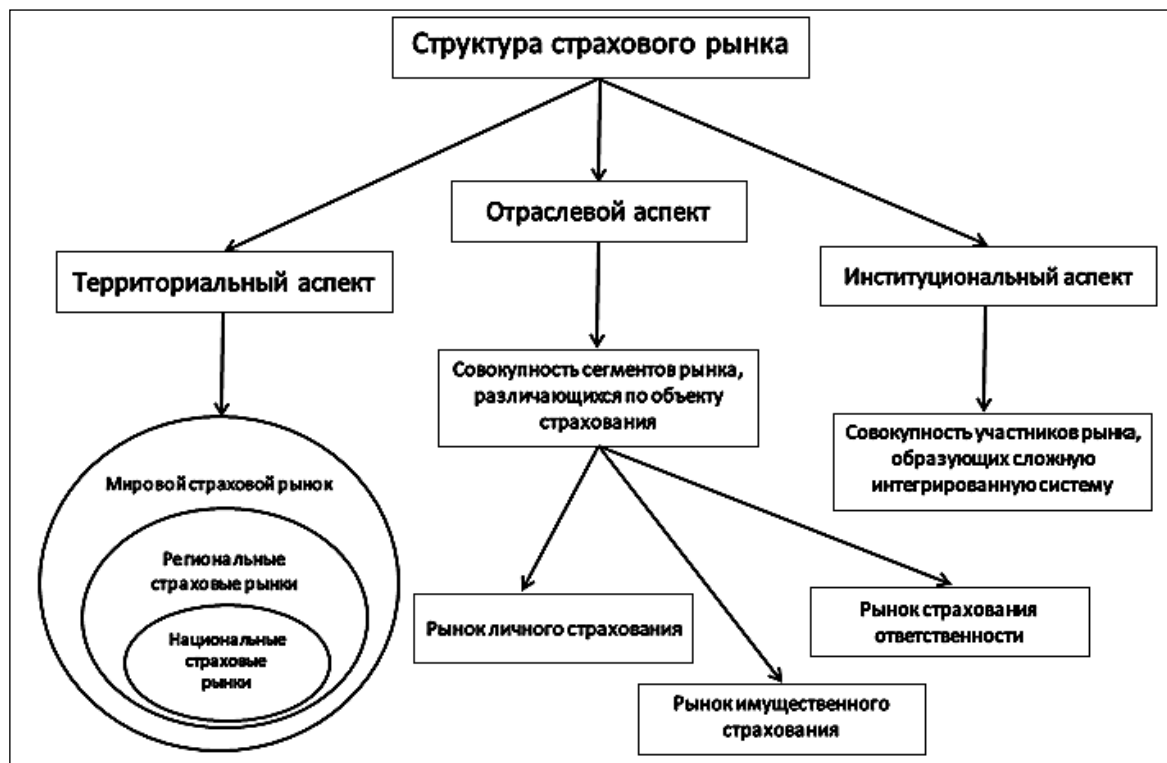 Структура страхового рынка
Отраслевой аспект
Территориальный аспект
Институциональный аспект
Совокупность сегментов рынка,
различающихся по объекту
страхования
Совокупность участников рынка,
образующих сложную
интегрированную систему
Мировой страховой рынок
Региональные
страховые рынки
Национальные
страховые
рынки
Рынок личного страхования
Рынок страхования
ответственности
Рынок имущественного
страхования